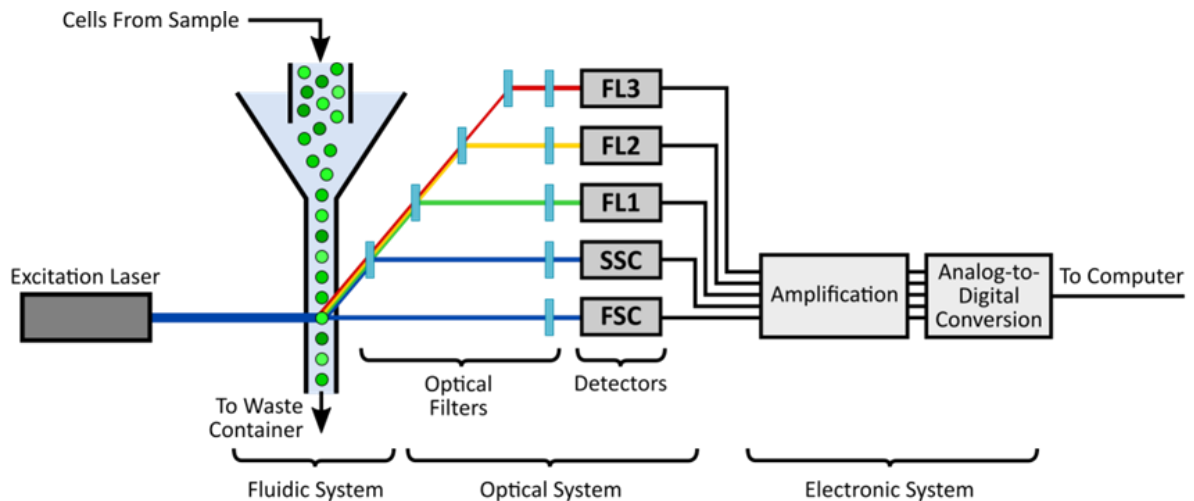 Cells From Sample
FL3
FL2
FL1
SSC
FSC
Excitation Laser
Amplification
Analog-to-
Digital
Conversion
To Computer
Optical
Filters
Detectors
To Waste
Container
Fluidic System
Optical System
Electronic System